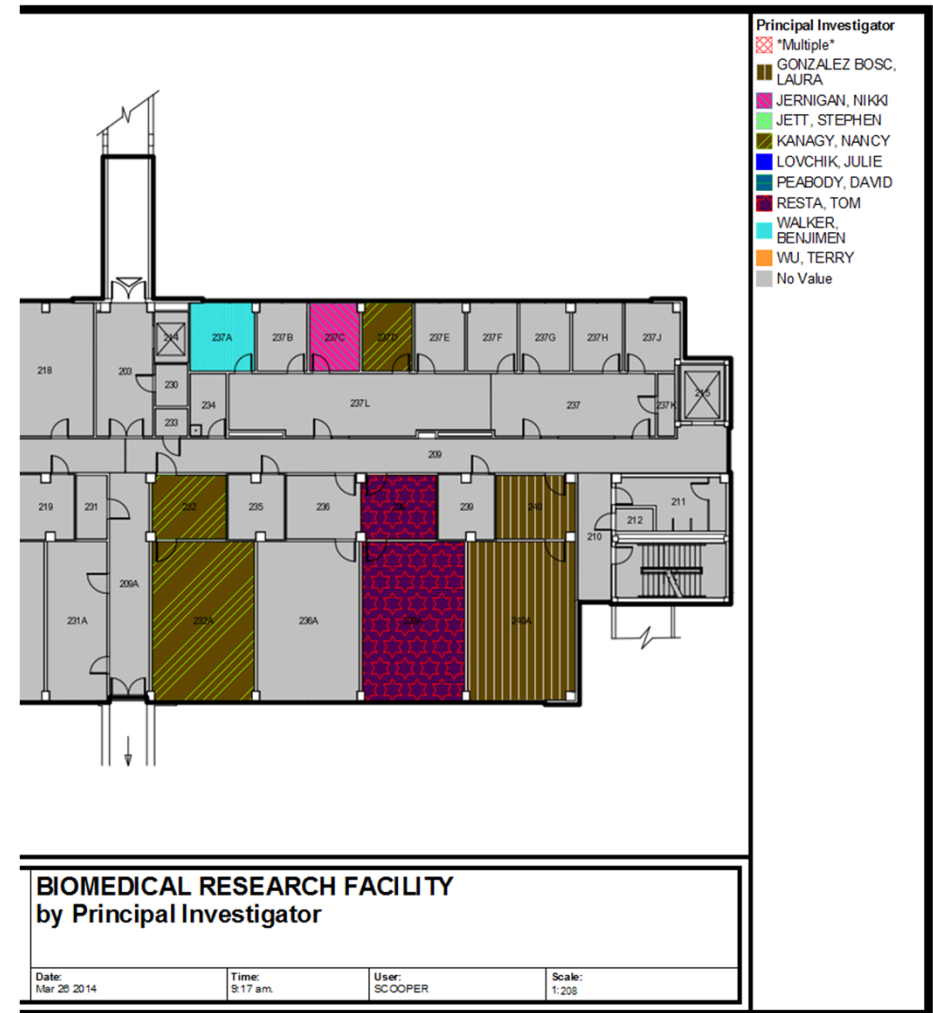 Principal Investigator
*Multiple*
GONZALEZ BOSC,
LAURA
JERNIGAN, NIKKI
JETT, STEPHEN
KANAGY, NANCY
LOVCHIK, JULIE
PEABODY, DAVID
RESTA, TOM
WALKER,
BENJIMEN
WU, TERRY
No Value
214 237A 237B 237C 237D 237E 237F 237G 237H 237J
218 203 230
234 237L 237 237K 215
233
209
219 231 232 235 236 239 240 211
212
210
209A
231A 232A 236A 240A
BIOMEDICAL RESEARCH FACILITY
by Principal Investigator
Date: Time: User: Scale:
Mar 26 2014 9:17 am. SCOOPER 1: 208